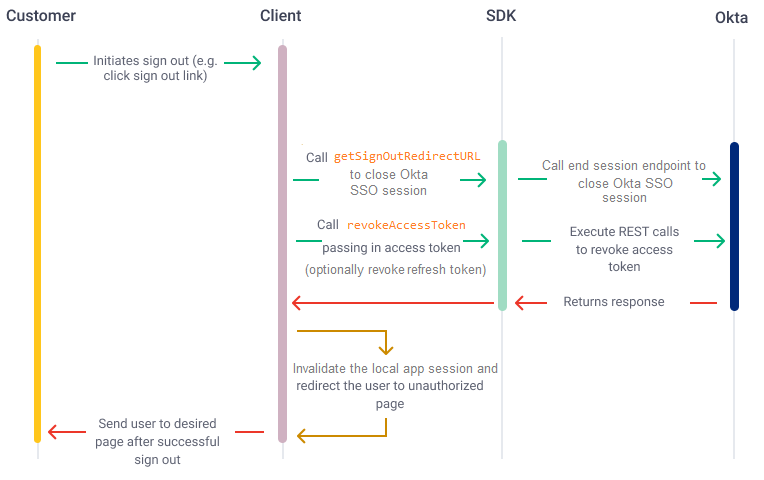 Customer
Client
SDK
Okta
Initiates sign out (e.g.
click sign out link)
Call getSignOutRedirectURL
to close Okta
SSO session
Call end session endpoint to
close Okta SSO
session
Call revokeAccessToken
passing in access token
(optionally revoke refresh token)
Execute REST calls
to revoke access
token
Returns response
Invalidate the local app session and
redirect the user to unauthorized
page
Send user to desired
page after successful
sign out